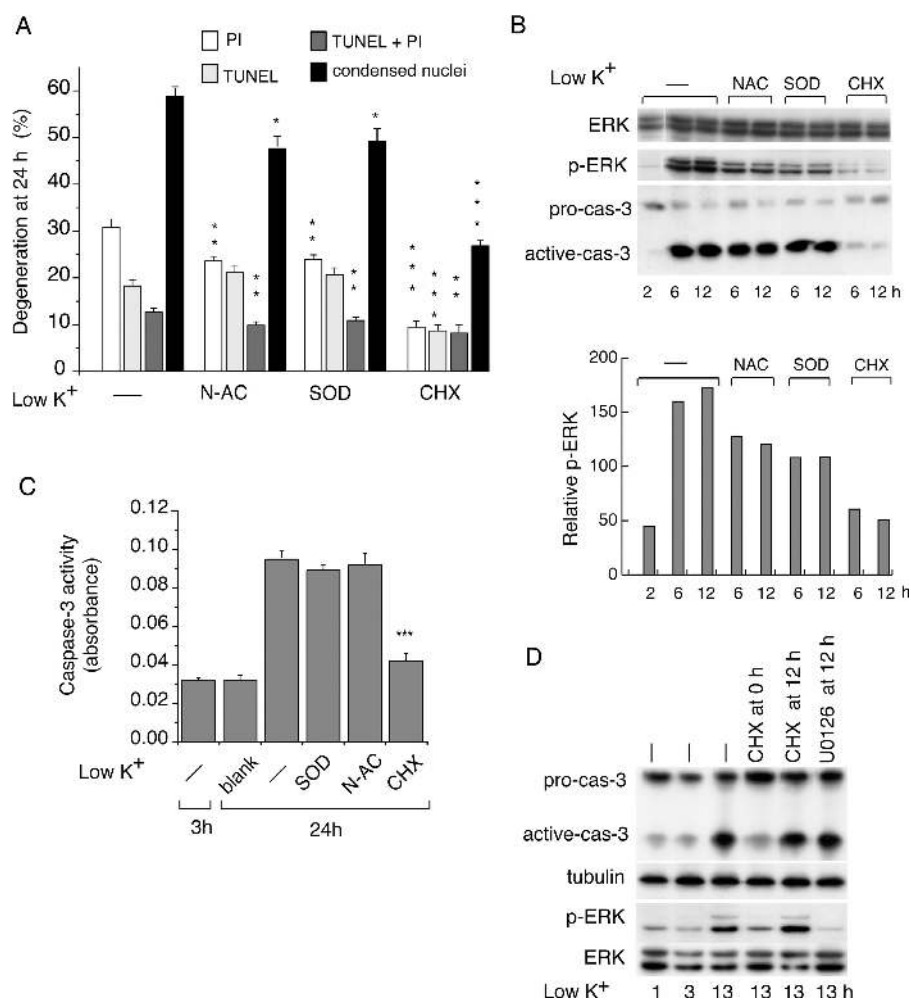 A
PI
TUNEL
TUNEL + PI
condensed nuclei
Degeneration at 24 h (%)
60
50
40
30
20
10
0
* *
* *
*
* *
* *
*
* * *
* * *
* *
* * *
Low K+
—
N-AC
SOD
CHX
B
Low K+
— NAC SOD CHX
ERK
p-ERK
pro-cas-3
active-cas-3
2 6 12 6 12 6 12 6 12 h
— NAC SOD CHX
Relative p-ERK
200
150
100
50
0
2 6 12 6 12 6 12 6 12 h
C
Caspase-3 activity
(absorbance)
0.12
0.10
0.08
0.06
0.04
0.02
0.00
***
Low K+
—
blank
—
SOD
N-AC
CHX
3h
24h
D
— — — CHX at 0 h CHX at 12 h U0126 at 12 h
pro-cas-3
active-cas-3
tubulin
p-ERK
ERK
Low K+ 1 3 13 13 13 13 h